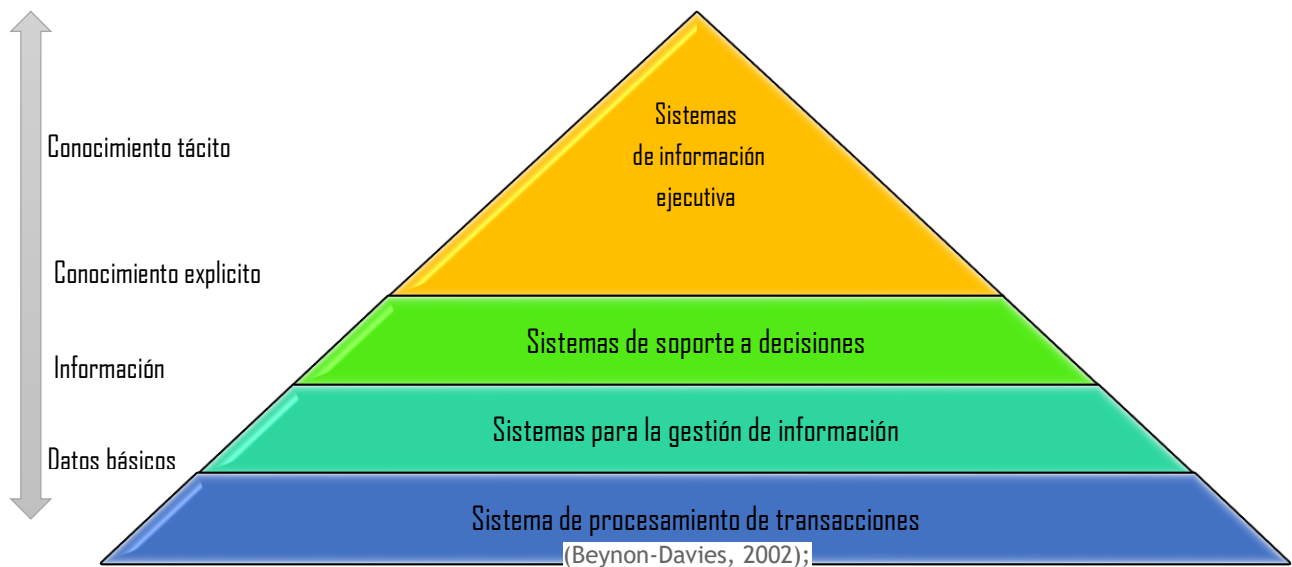 Sistemas
de información
ejecutiva
Conocimiento tácito
Conocimiento explicito
Sistemas de soporte a decisiones
Información
Sistemas para la gestión de información
Datos básicos
Sistema de procesamiento de transacciones
(Beynon-Davies, 2002);